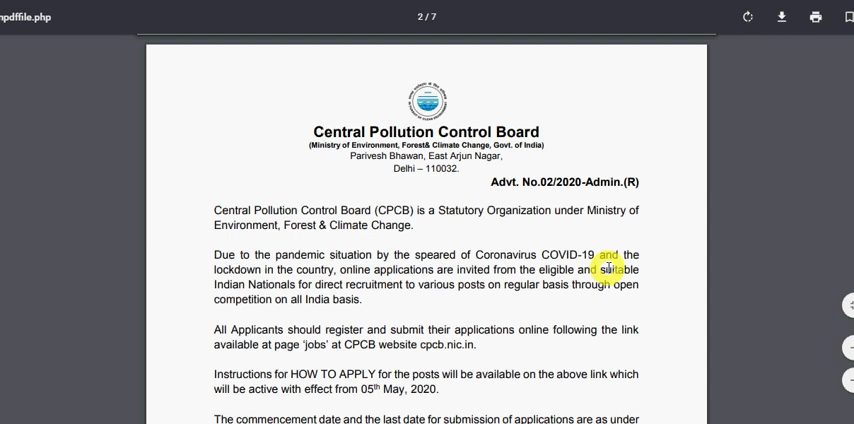 npdffile.php
2 / 7
Central Pollution Control Board
(Ministry of Environment, Forest& Climate Change, Govt. of India)
Parivesh Bhawan, East Arjun Nagar,
Delhi – 110032.
Advt. No.02/2020-Admin.(R)
Central Pollution Control Board (CPCB) is a Statutory Organization under Ministry of
Environment, Forest & Climate Change.
Due to the pandemic situation by the speared of Coronavirus COVID-19 and the
lockdown in the country, online applications are invited from the eligible and suitable
Indian Nationals for direct recruitment to various posts on regular basis through open
competition on all India basis.
All Applicants should register and submit their applications online following the link
available at page ‘jobs’ at CPCB website cpcb.nic.in.
Instructions for HOW TO APPLY for the posts will be available on the above link which
will be active with effect from 05th May, 2020.
The commencement date and the last date for submission of applications are as under